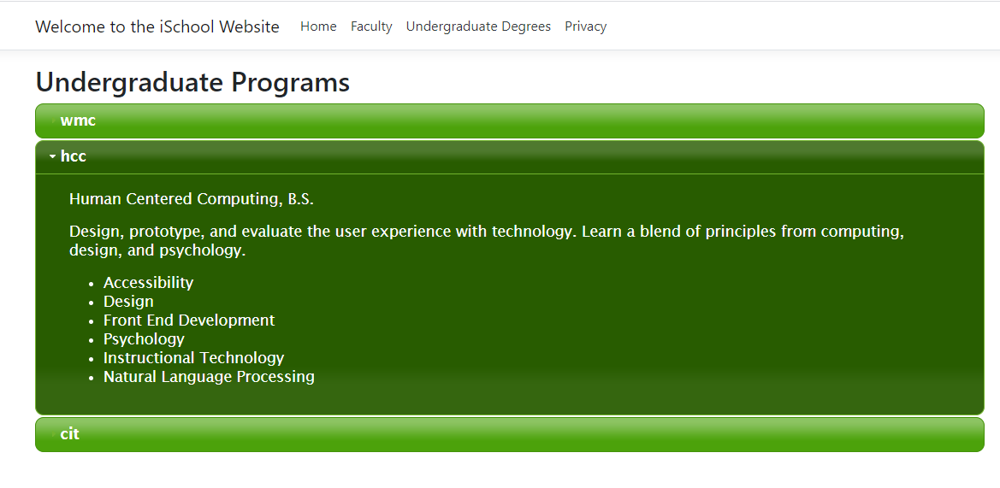 Welcome to the iSchool Website Home Faculty Undergraduate Degrees Privacy
Undergraduate Programs
wmc
hcc
Human Centered Computing, B.S.
Design, prototype, and evaluate the user experience with technology. Learn a blend of principles from computing,
design, and psychology.
Accessibility
Design
Front End Development
Psychology
Instructional Technology
Natural Language Processing
cit